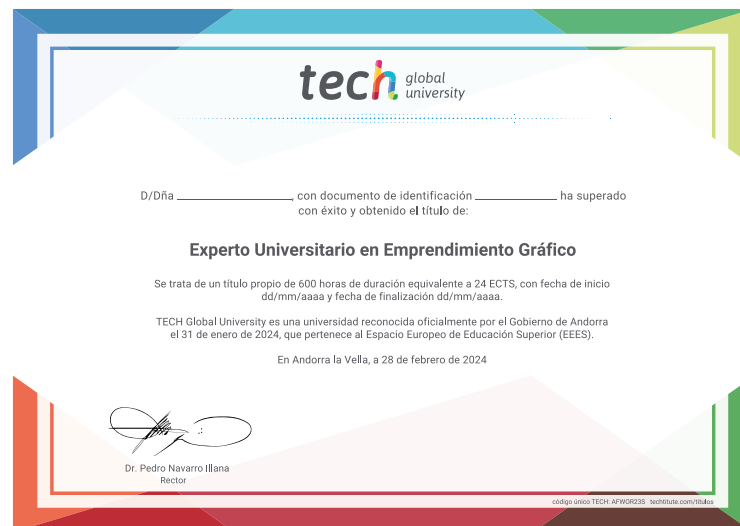 tech global
university
D/Dña ____________________, con documento de identificación ______________ ha superado
con éxito y obtenido el título de:
Experto Universitario en Emprendimiento Gráfico
Se trata de un título propio de 600 horas de duración equivalente a 24 ECTS, con fecha de inicio
dd/mm/aaaa y fecha de finalización dd/mm/aaaa.
TECH Global University es una universidad reconocida oficialmente por el Gobierno de Andorra
el 31 de enero de 2024, que pertenece al Espacio Europeo de Educación Superior (EEES).
En Andorra la Vella, a 28 de febrero de 2024
Dr. Pedro Navarro Illana
Rector
código único TECH: AFWOR23S techtitute.com/titulos